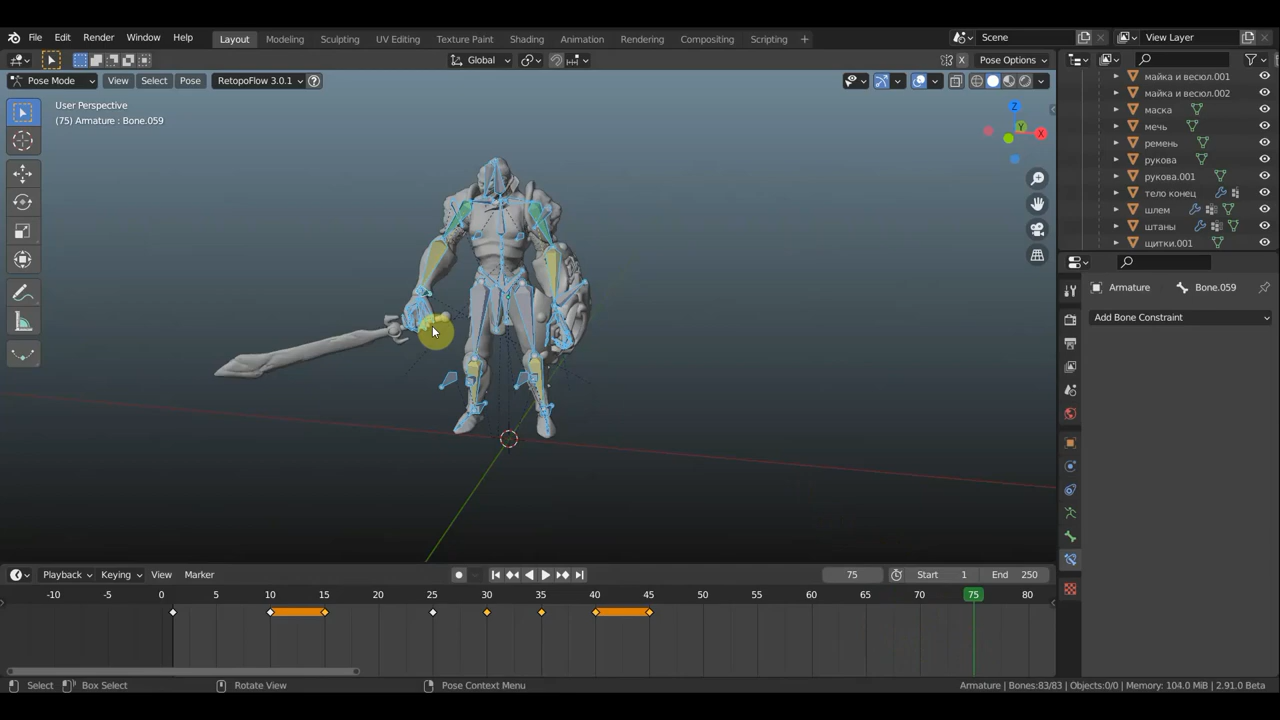 File Edit Render Window Help Layout Modeling Sculpting UV Editing Texture Paint Shading Animation Rendering Compositing Scripting + Scene View Layer
Global Pose Options
Pose Mode View Select Pose RetopoFlow 3.0.1
User Perspective
(75) Armature : Bone.059
X
Y
Z
майка и весюл.001
майка и весюл.002
маска
мечь
ремень
рукова
рукова.001
тело конец
шлем
штаны
щитки.001
Armature Bone.059
Add Bone Constraint
Playback Keying View Marker 75 Start 1 End 250
-10 -5 0 5 10 15 20 25 30 35 40 45 50 55 60 65 70 75 80
Select Box Select Rotate View Pose Context Menu Armature | Bones:83/83 | Objects:0/0 | Memory: 104.0 MiB | 2.91.0 Beta